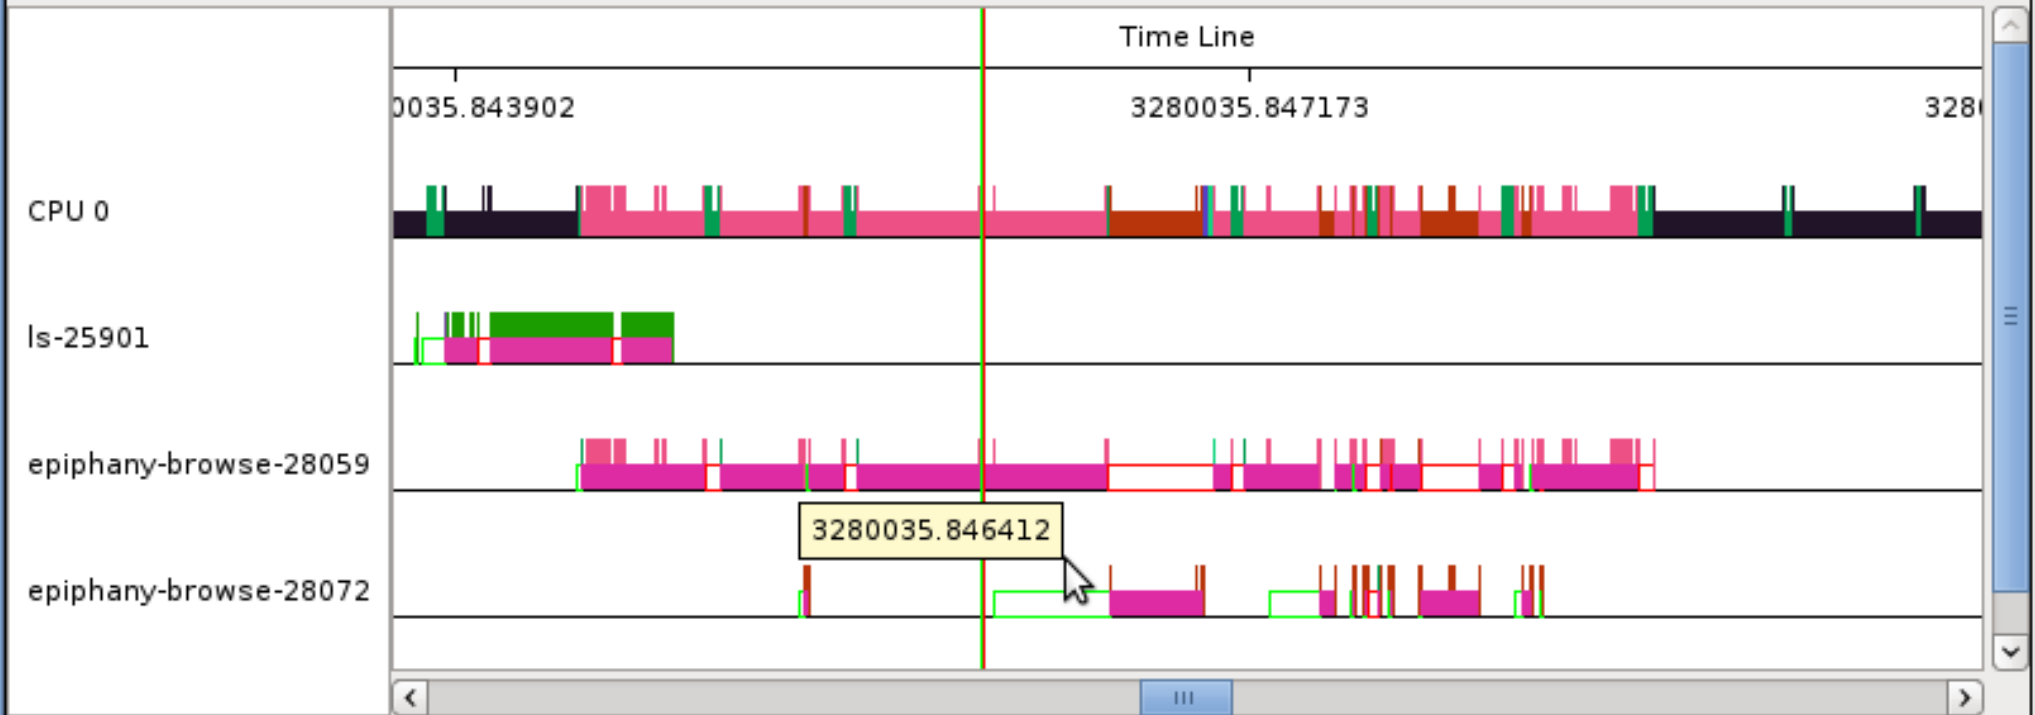 Time Line
0035.843902 3280035.847173 328
CPU 0
ls-25901
epiphany-browse-28059
3280035.846412
epiphany-browse-28072